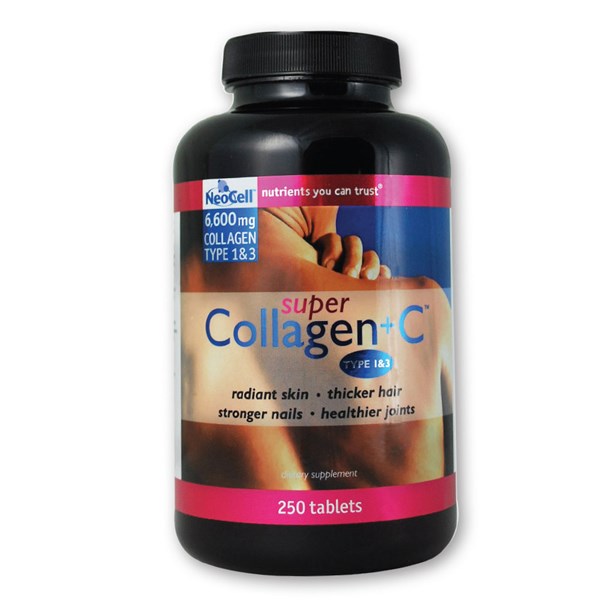 NeoCell™ nutrients you can trust®
6,600mg
COLLAGEN
TYPE 1&3
super
Collagen+C™
TYPE 1&3
radiant skin • thicker hair
stronger nails • healthier joints
dietary supplement
250 tablets